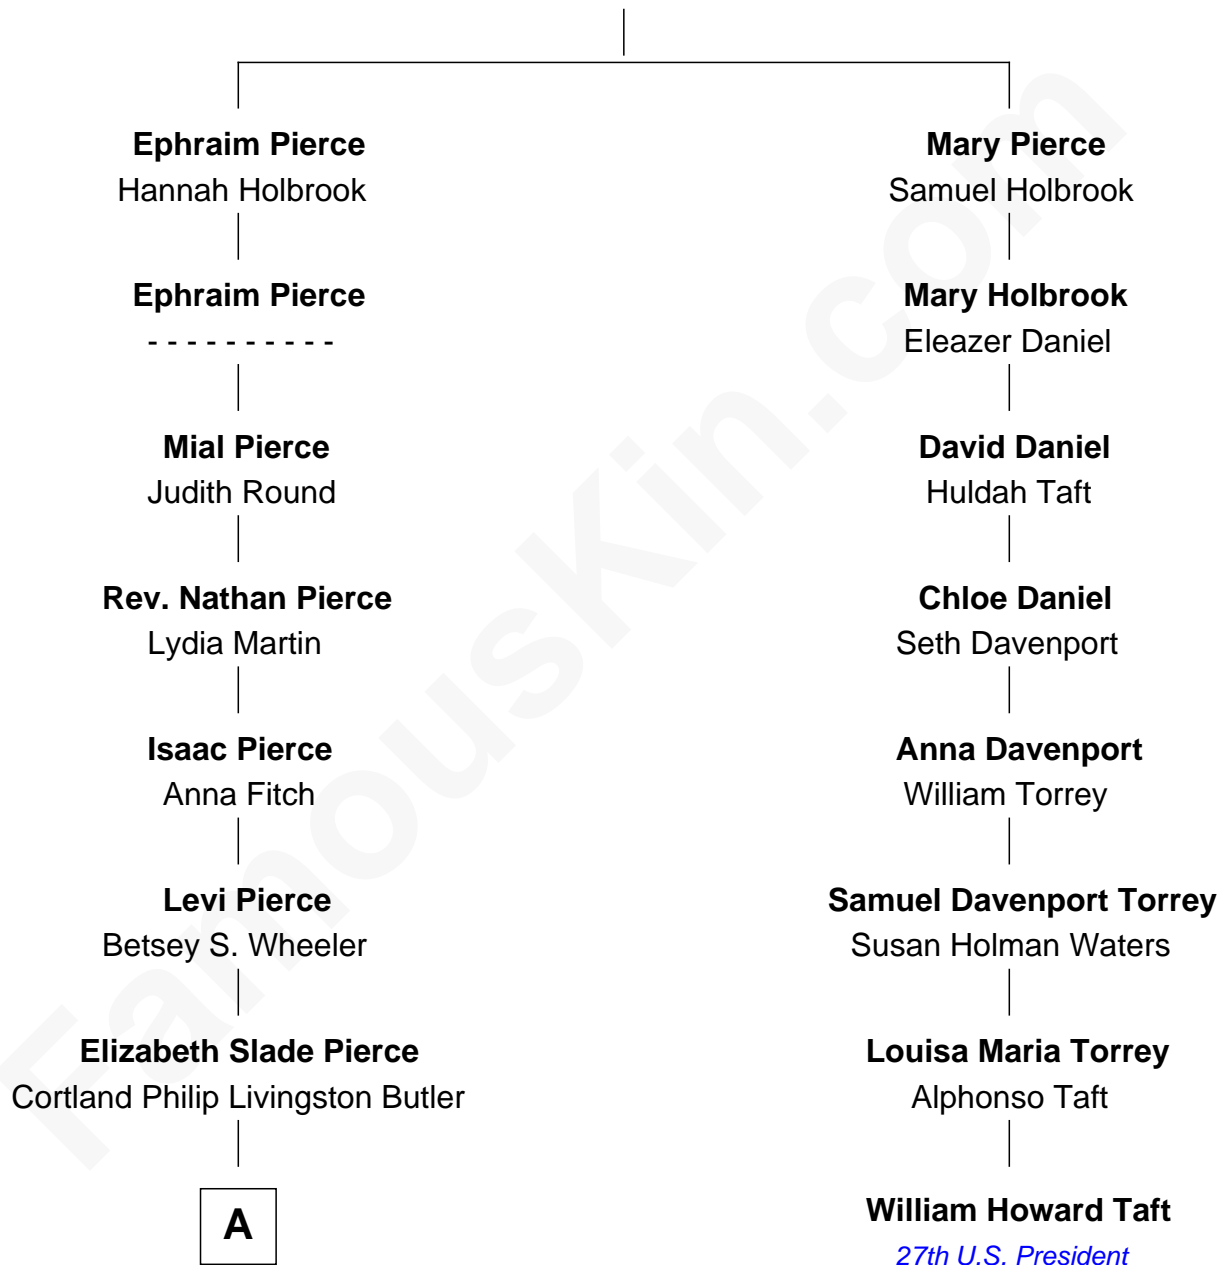 Ephraim Pierce
Hannah Holbrook
Mary Pierce
Samuel Holbrook
Ephraim Pierce
- - - - - - - - - -
Mary Holbrook
Eleazer Daniel
Mial Pierce
Judith Round
David Daniel
Huldah Taft
Rev. Nathan Pierce
Lydia Martin
Chloe Daniel
Seth Davenport
Isaac Pierce
Anna Fitch
Anna Davenport
William Torrey
Levi Pierce
Betsey S. Wheeler
Samuel Davenport Torrey
Susan Holman Waters
Elizabeth Slade Pierce
Cortland Philip Livingston Butler
Louisa Maria Torrey
Alphonso Taft
A
William Howard Taft
27th U.S. President
FamousKin.com